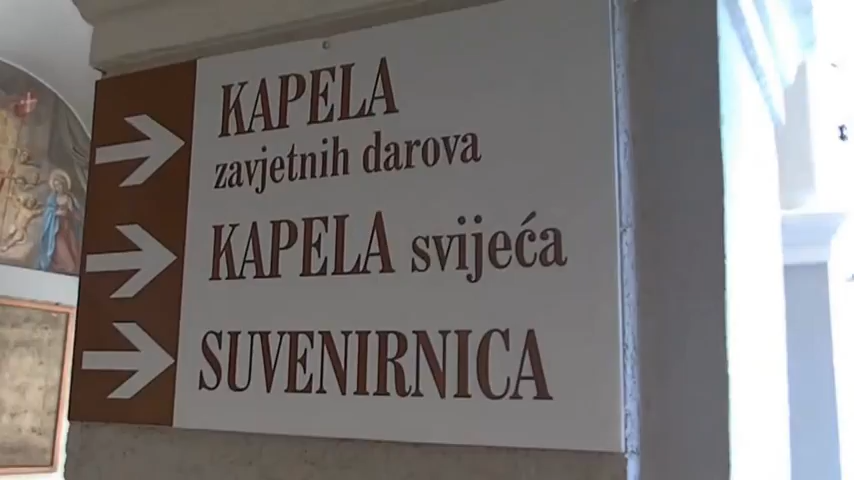 KAPELA
zavjetnih darova
KAPELA svijeća
SUVENIRNICA